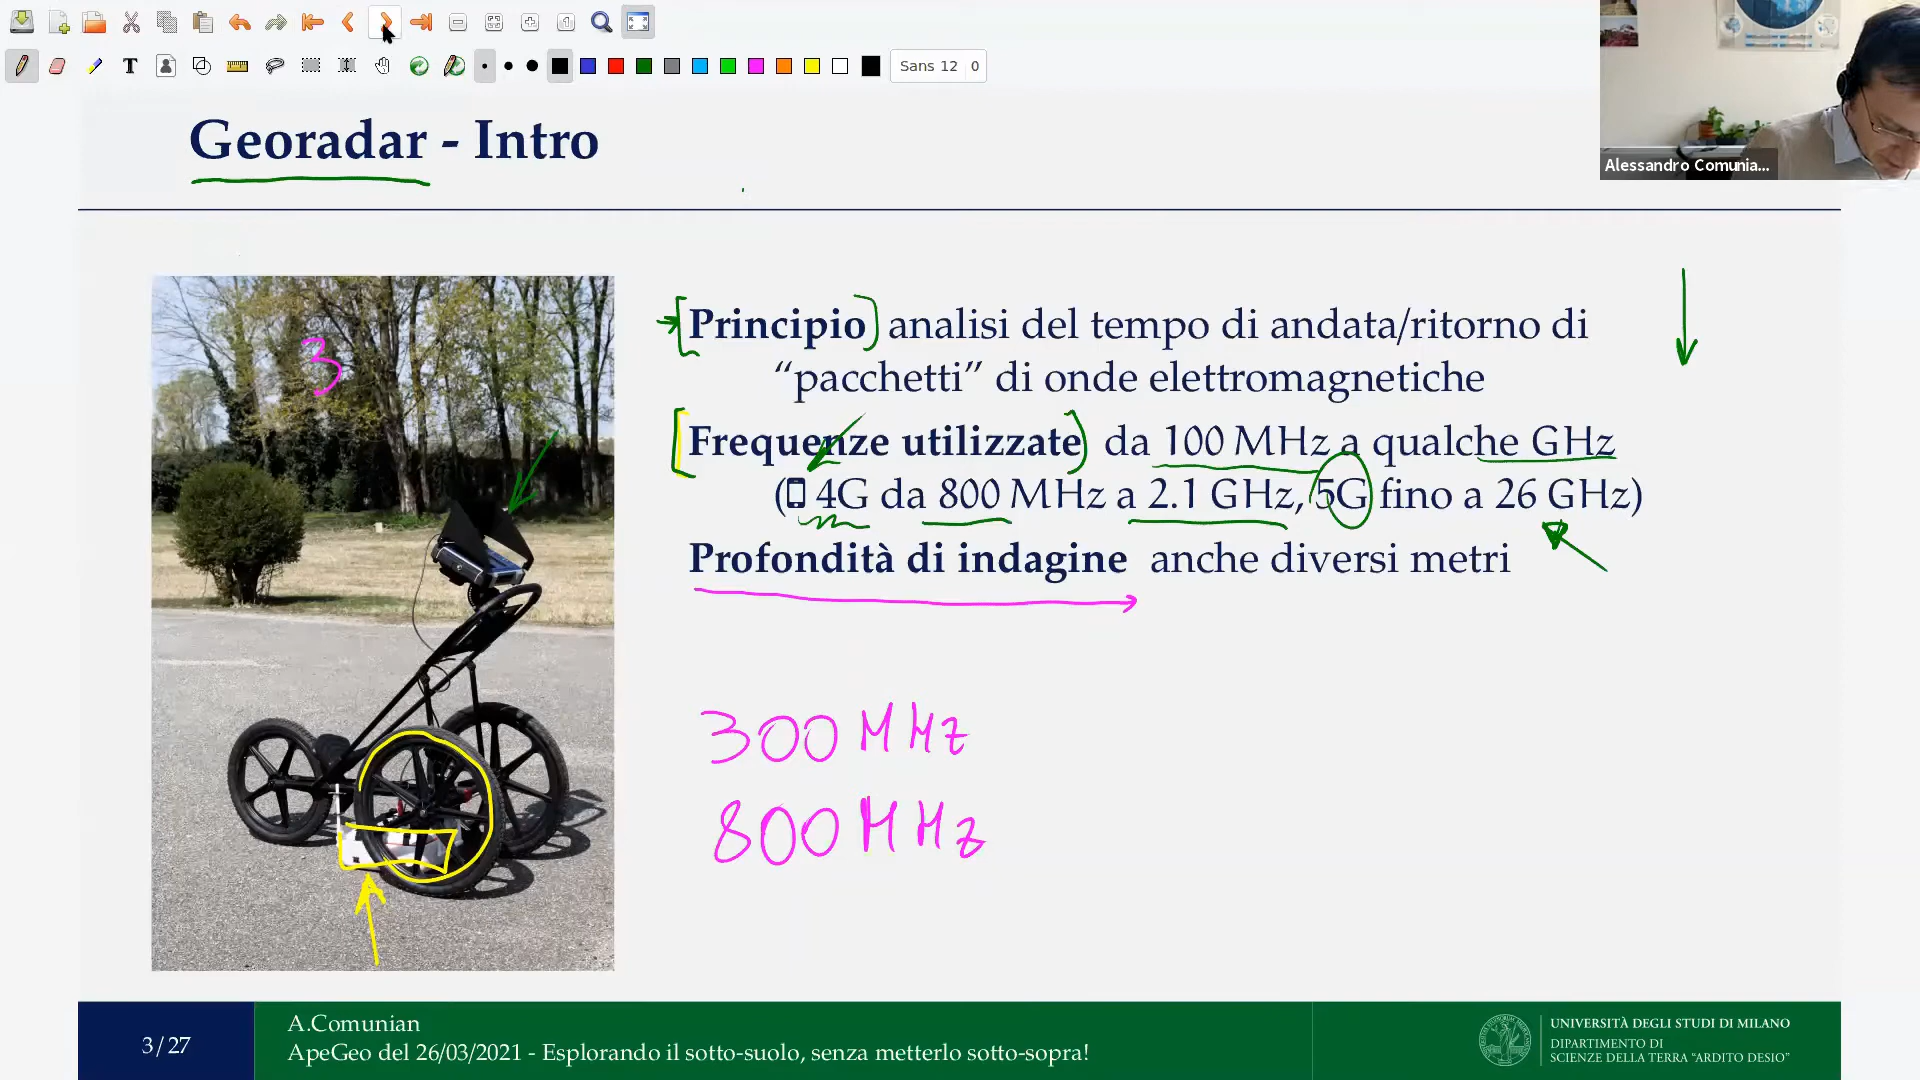 Sans 12 0
Alessandro Comunia...
Georadar - Intro
3
Principio analisi del tempo di andata/ritorno di
“pacchetti” di onde elettromagnetiche
Frequenze utilizzate da 100 MHz a qualche GHz
(4G da 800 MHz a 2.1 GHz, 5G fino a 26 GHz)
Profondità di indagine anche diversi metri
300 MHz
800 MHz
3/27
A.Comunian
ApeGeo del 26/03/2021 - Esplorando il sotto-suolo, senza metterlo sotto-sopra!
UNIVERSITÀ DEGLI STUDI DI MILANO
DIPARTIMENTO DI
SCIENZE DELLA TERRA “ARDITO DESIO”